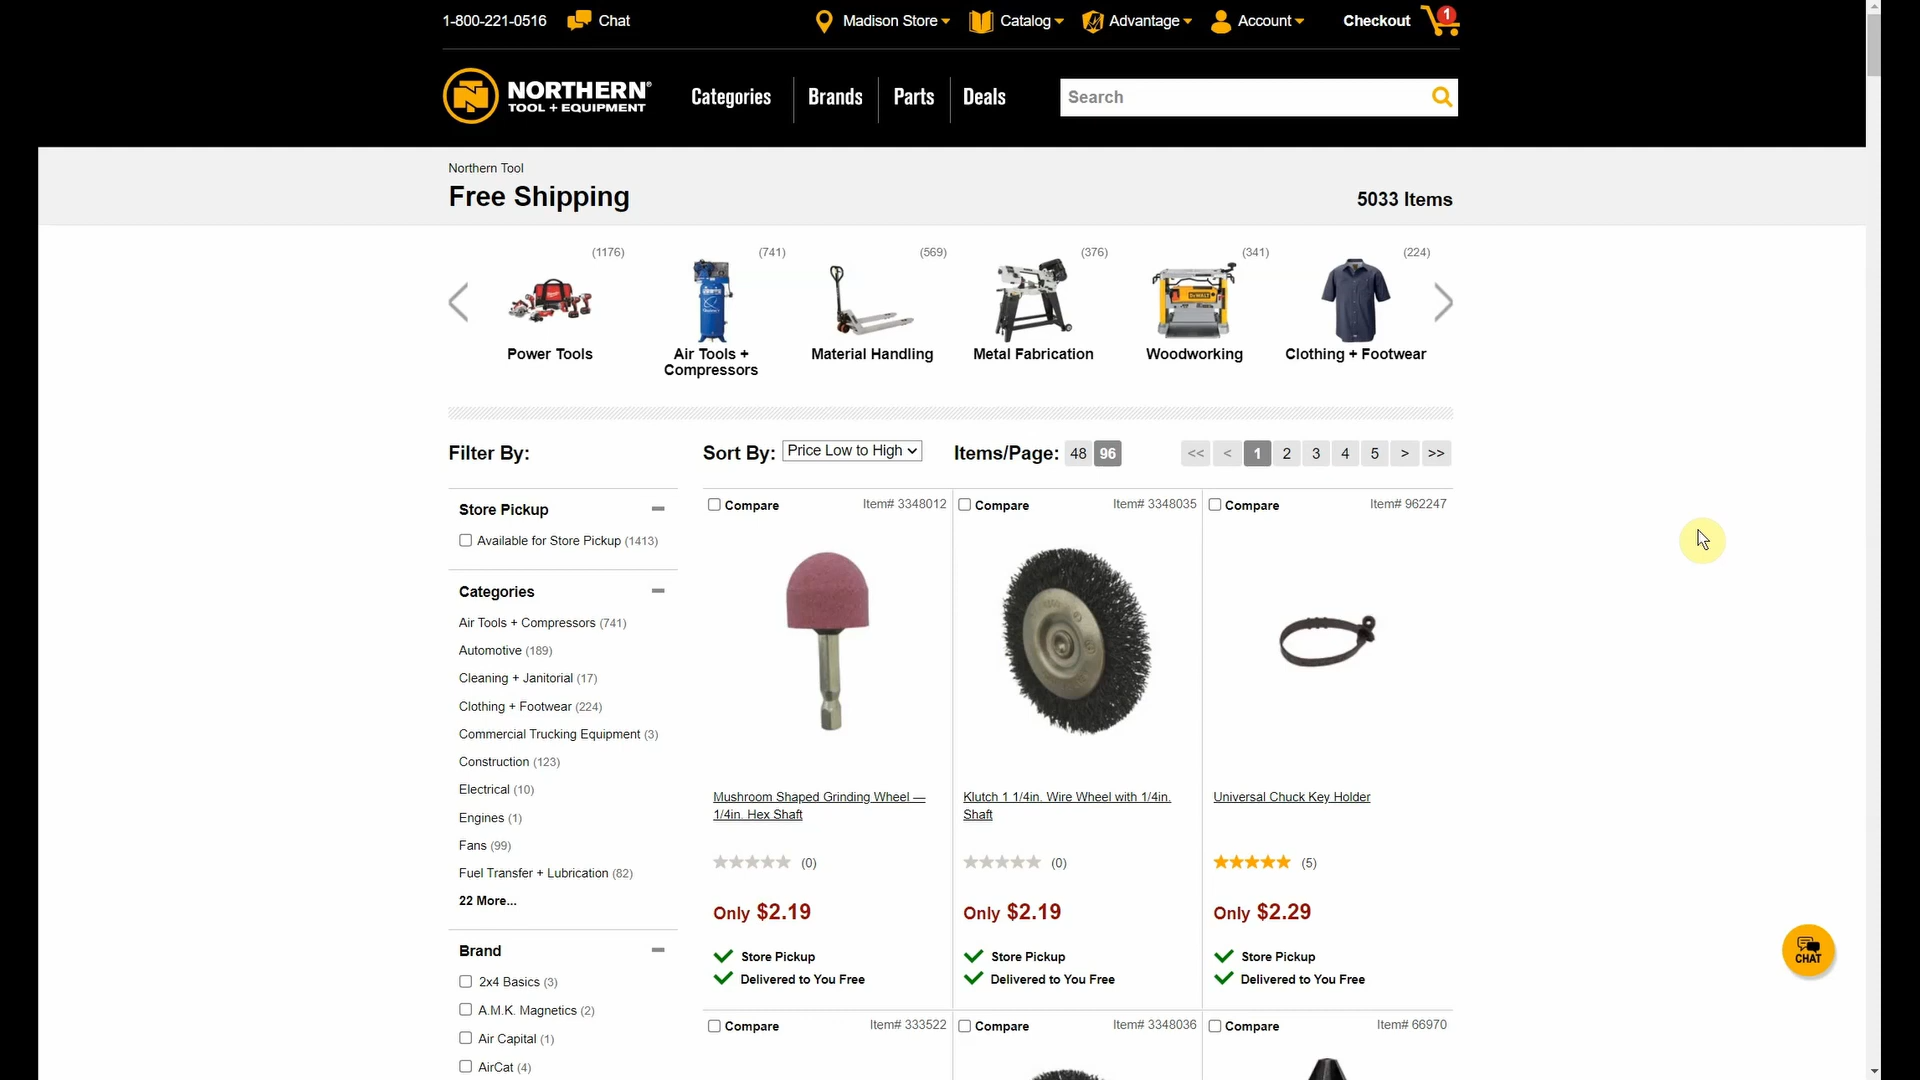 1-800-221-0516
Chat
Madison Store
Catalog
Advantage
Account
Checkout
1
NORTHERN®
TOOL + EQUIPMENT
Categories
Brands
Parts
Deals
Search
Northern Tool
Free Shipping
5033 Items
(1176)
(741)
(569)
(376)
(341)
(224)
Power Tools
Air Tools +
Compressors
Material Handling
Metal Fabrication
Woodworking
Clothing + Footwear
Filter By:
Sort By:
Price Low to High
Items/Page:
48
96
<<
<
1
2
3
4
5
>
>>
Store Pickup
Available for Store Pickup (1413)
Categories
Air Tools + Compressors (741)
Automotive (189)
Cleaning + Janitorial (17)
Clothing + Footwear (224)
Commercial Trucking Equipment (3)
Construction (123)
Electrical (10)
Engines (1)
Fans (99)
Fuel Transfer + Lubrication (82)
22 More...
Brand
2x4 Basics (3)
A.M.K. Magnetics (2)
Air Capital (1)
AirCat (4)
Compare
Item# 3348012
Mushroom Shaped Grinding Wheel —
1/4in. Hex Shaft
(0)
Only $2.19
Store Pickup
Delivered to You Free
Compare
Item# 3348035
Klutch 1 1/4in. Wire Wheel with 1/4in.
Shaft
(0)
Only $2.19
Store Pickup
Delivered to You Free
Compare
Item# 962247
Universal Chuck Key Holder
(5)
Only $2.29
Store Pickup
Delivered to You Free
Compare
Item# 333522
Compare
Item# 3348036
Compare
Item# 66970
CHAT